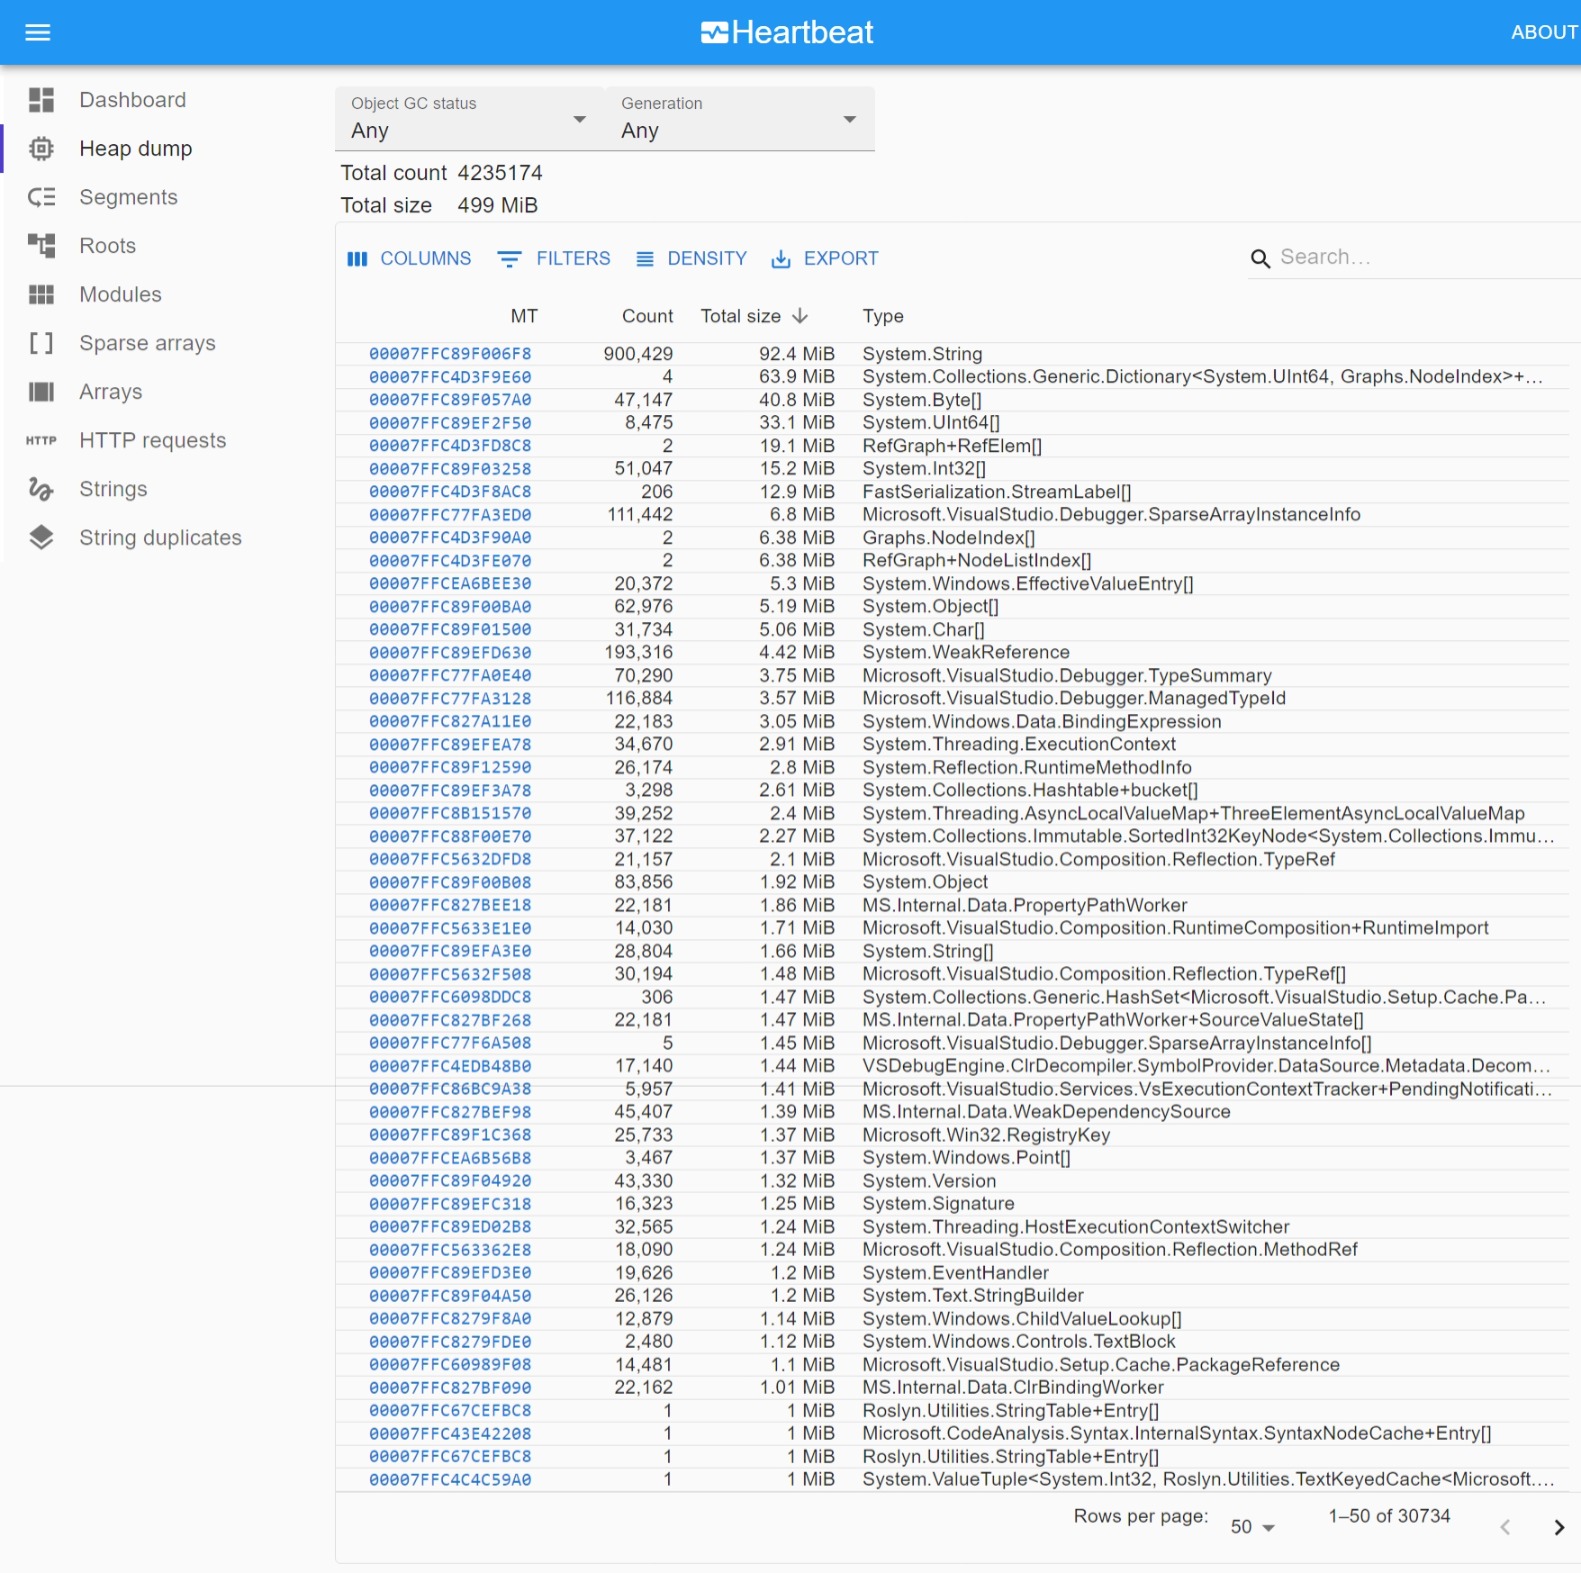 Heartbeat
ABOUT
Dashboard
Heap dump
Segments
Roots
Modules
Sparse arrays
Arrays
HTTP HTTP requests
Strings
String duplicates
Object GC status
Any
Generation
Any
Total count 4235174
Total size 499 MiB
COLUMNS FILTERS DENSITY EXPORT Search…
MT Count Total size Type
00007FFC89F006F8 900,429 92.4 MiB System.String
00007FFC4D3F9E60 4 63.9 MiB System.Collections.Generic.Dictionary<System.UInt64, Graphs.NodeIndex>+…
00007FFC89F057A0 47,147 40.8 MiB System.Byte[]
00007FFC89EF2F50 8,475 33.1 MiB System.UInt64[]
00007FFC4D3FD8C8 2 19.1 MiB RefGraph+RefElem[]
00007FFC89F03258 51,047 15.2 MiB System.Int32[]
00007FFC4D3F8AC8 206 12.9 MiB FastSerialization.StreamLabel[]
00007FFC77FA3ED0 111,442 6.8 MiB Microsoft.VisualStudio.Debugger.SparseArrayInstanceInfo
00007FFC4D3F90A0 2 6.38 MiB Graphs.NodeIndex[]
00007FFC4D3FE070 2 6.38 MiB RefGraph+NodeListIndex[]
00007FFCEA6BEE30 20,372 5.3 MiB System.Windows.EffectiveValueEntry[]
00007FFC89F00BA0 62,976 5.19 MiB System.Object[]
00007FFC89F01500 31,734 5.06 MiB System.Char[]
00007FFC89EFD630 193,316 4.42 MiB System.WeakReference
00007FFC77FA0E40 70,290 3.75 MiB Microsoft.VisualStudio.Debugger.TypeSummary
00007FFC77FA3128 116,884 3.57 MiB Microsoft.VisualStudio.Debugger.ManagedTypeId
00007FFC827A11E0 22,183 3.05 MiB System.Windows.Data.BindingExpression
00007FFC89EFEA78 34,670 2.91 MiB System.Threading.ExecutionContext
00007FFC89F12590 26,174 2.8 MiB System.Reflection.RuntimeMethodInfo
00007FFC89EF3A78 3,298 2.61 MiB System.Collections.Hashtable+bucket[]
00007FFC8B151570 39,252 2.4 MiB System.Threading.AsyncLocalValueMap+ThreeElementAsyncLocalValueMap
00007FFC88F00E70 37,122 2.27 MiB System.Collections.Immutable.SortedInt32KeyNode<System.Collections.Immu…
00007FFC5632DFD8 21,157 2.1 MiB Microsoft.VisualStudio.Composition.Reflection.TypeRef
00007FFC89F00B08 83,856 1.92 MiB System.Object
00007FFC827BEE18 22,181 1.86 MiB MS.Internal.Data.PropertyPathWorker
00007FFC5633E1E0 14,030 1.71 MiB Microsoft.VisualStudio.Composition.RuntimeComposition+RuntimeImport
00007FFC89EFA3E0 28,804 1.66 MiB System.String[]
00007FFC5632F508 30,194 1.48 MiB Microsoft.VisualStudio.Composition.Reflection.TypeRef[]
00007FFC6098DDC8 306 1.47 MiB System.Collections.Generic.HashSet<Microsoft.VisualStudio.Setup.Cache.Pa…
00007FFC827BF268 22,181 1.47 MiB MS.Internal.Data.PropertyPathWorker+SourceValueState[]
00007FFC77F6A508 5 1.45 MiB Microsoft.VisualStudio.Debugger.SparseArrayInstanceInfo[]
00007FFC4EDB48B0 17,140 1.44 MiB VSDebugEngine.ClrDecompiler.SymbolProvider.DataSource.Metadata.Decom…
00007FFC86BC9A38 5,957 1.41 MiB Microsoft.VisualStudio.Services.VsExecutionContextTracker+PendingNotificati…
00007FFC827BEF98 45,407 1.39 MiB MS.Internal.Data.WeakDependencySource
00007FFC89F1C368 25,733 1.37 MiB Microsoft.Win32.RegistryKey
00007FFCEA6B56B8 3,467 1.37 MiB System.Windows.Point[]
00007FFC89F04920 43,330 1.32 MiB System.Version
00007FFC89EFC318 16,323 1.25 MiB System.Signature
00007FFC89ED02B8 32,565 1.24 MiB System.Threading.HostExecutionContextSwitcher
00007FFC563362E8 18,090 1.24 MiB Microsoft.VisualStudio.Composition.Reflection.MethodRef
00007FFC89EFD3E0 19,626 1.2 MiB System.EventHandler
00007FFC89F04A50 26,126 1.2 MiB System.Text.StringBuilder
00007FFC8279F8A0 12,879 1.14 MiB System.Windows.ChildValueLookup[]
00007FFC8279FDE0 2,480 1.12 MiB System.Windows.Controls.TextBlock
00007FFC60989F08 14,481 1.1 MiB Microsoft.VisualStudio.Setup.Cache.PackageReference
00007FFC827BF090 22,162 1.01 MiB MS.Internal.Data.ClrBindingWorker
00007FFC67CEFBC8 1 1 MiB Roslyn.Utilities.StringTable+Entry[]
00007FFC43E42208 1 1 MiB Microsoft.CodeAnalysis.Syntax.InternalSyntax.SyntaxNodeCache+Entry[]
00007FFC67CEFBC8 1 1 MiB Roslyn.Utilities.StringTable+Entry[]
00007FFC4C4C59A0 1 1 MiB System.ValueTuple<System.Int32, Roslyn.Utilities.TextKeyedCache<Microsoft.…
Rows per page: 50 1–50 of 30734